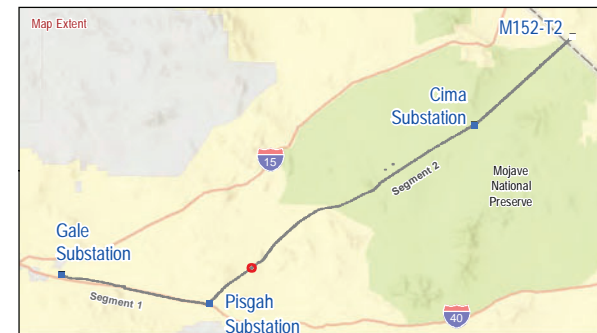 Map Extent
M152-T2
Cima
Substation
15
Segment 2
Mojave
National
Preserve
Gale
Substation
Segment 1
Pisgah
Substation
40